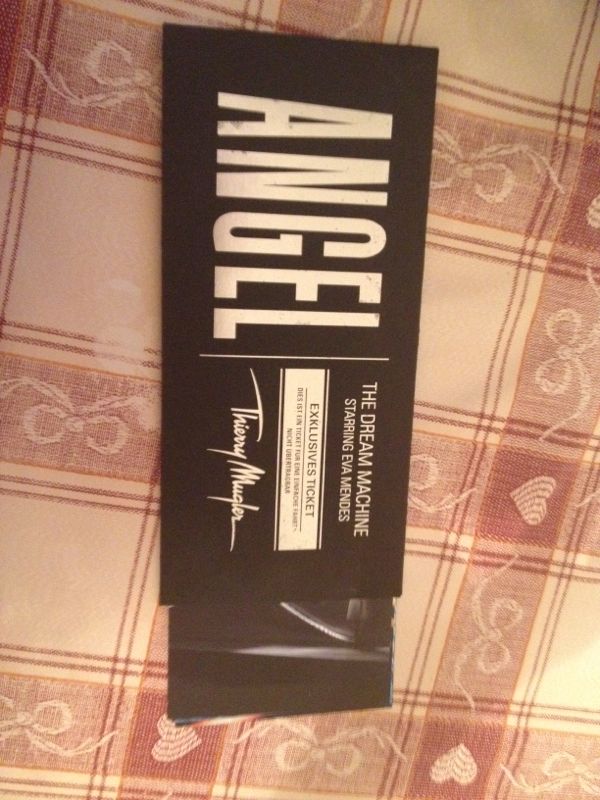 ANGEL
THE DREAM MACHINE
STARRING EVA MENDES
EXKLUSIVES TICKET
DIES IST EIN TICKET FÜR EINE EINFACHE FAHRT
NICHT ÜBERTRAGBAR
Thierry Mugler